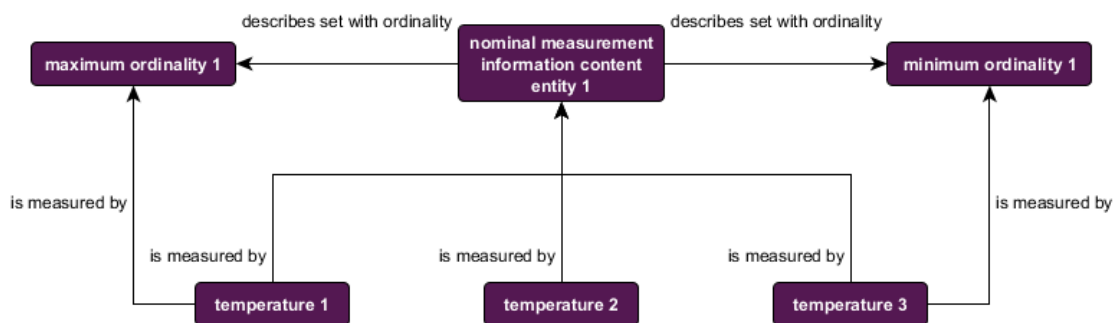 describes set with ordinality
describes set with ordinality
maximum ordinality 1
nominal measurement
information content
entity 1
minimum ordinality 1
is measured by
is measured by
is measured by
is measured by
is measured by
temperature 1
temperature 2
temperature 3